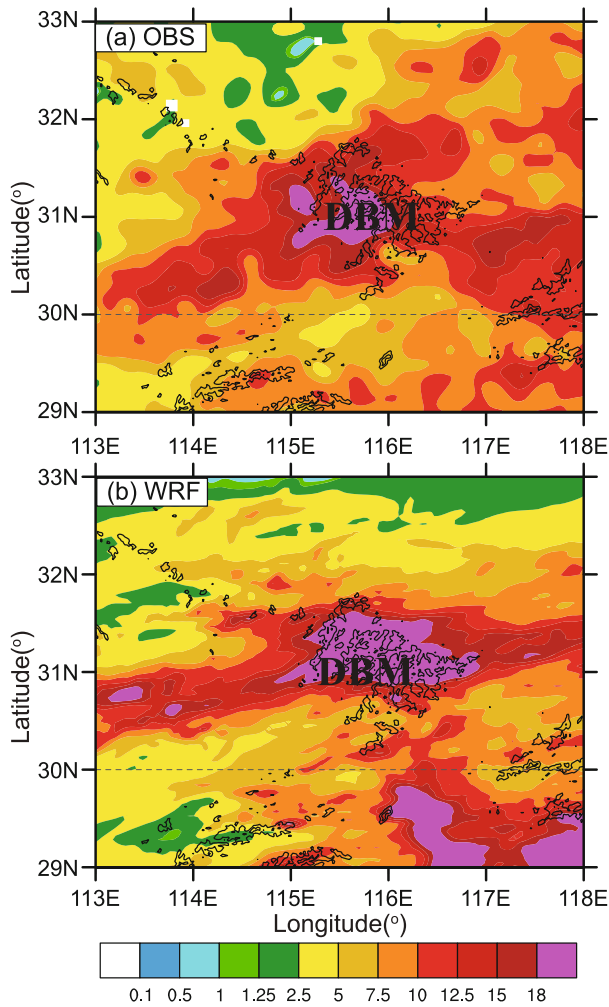 33N
(a) OBS
32N
31N
DBM
30N
29N
Latitude(°)
113E 114E 115E 116E 117E 118E
33N
(b) WRF
32N
31N
DBM
30N
29N
Latitude(°)
113E 114E 115E 116E 117E 118E
Longitude(°)
0.1 0.5 1 1.25 2.5 5 7.5 10 12.5 15 18